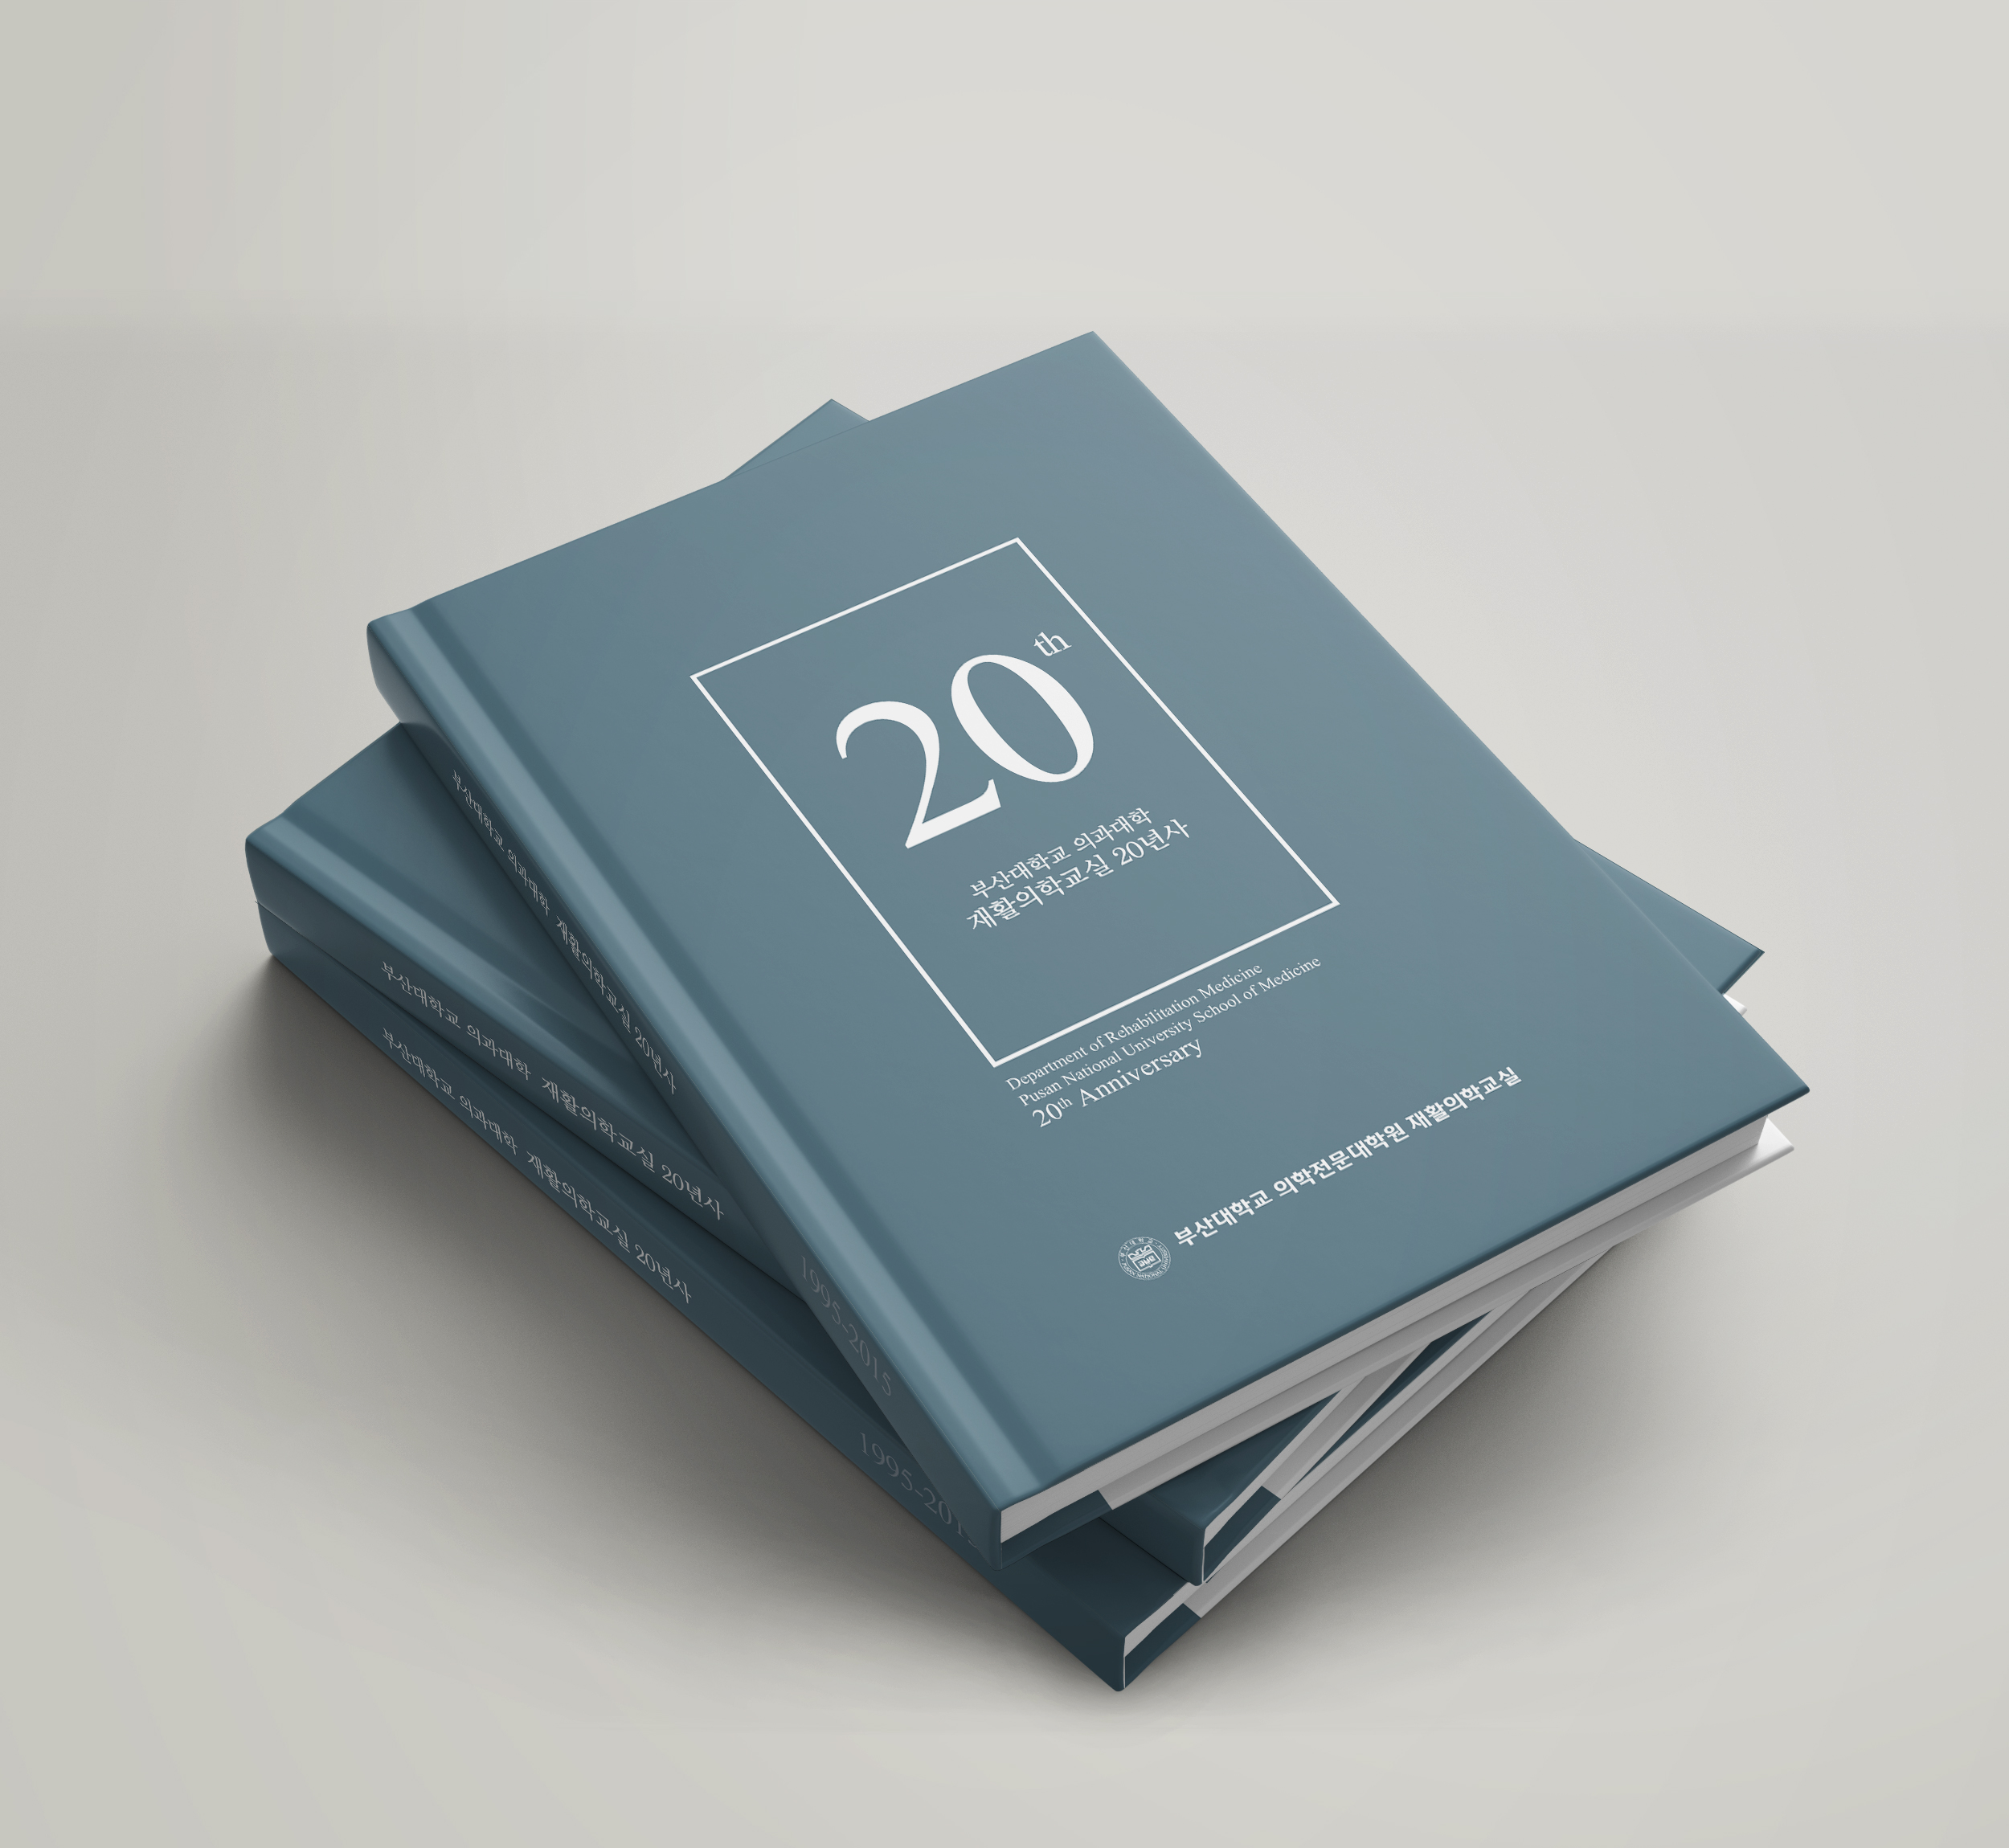 20th
부산대학교 의과대학
재활의학교실 20년사
Department of Rehabilitation Medicine
Pusan National University School of Medicine
20th Anniversary
부산대학교 의학전문대학원 재활의학교실
부산대학교 의과대학 재활의학교실 20년사 1995-2015
부산대학교 의과대학 재활의학교실 20년사
부산대학교 의과대학 재활의학교실 20년사 1995-201